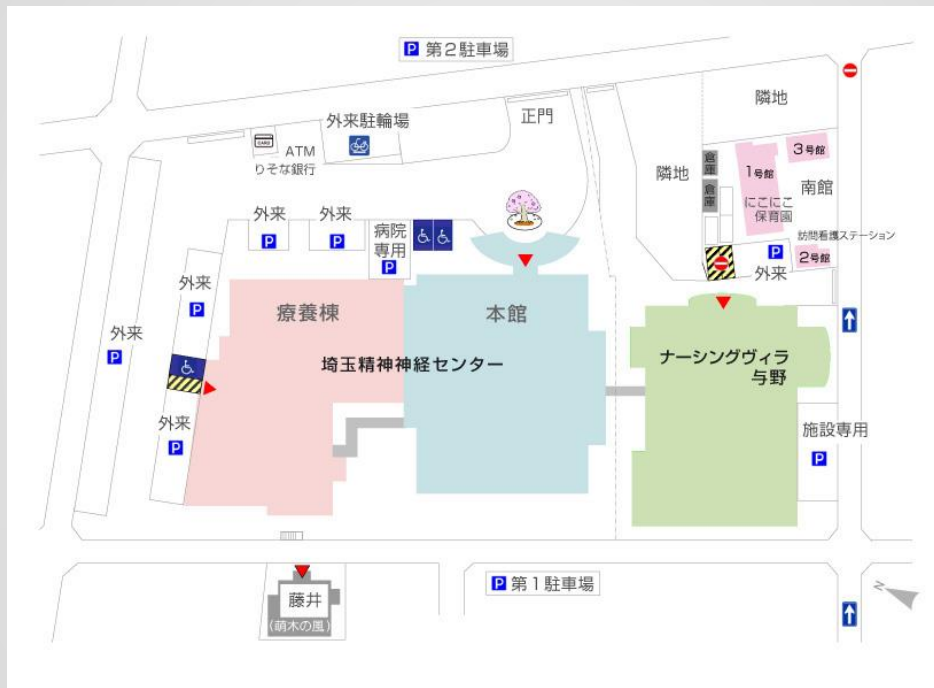 P 第2駐車場
隣地
正門
外来駐輪場
CARD
ATM
りそな銀行
3号館
1号館
倉庫
倉庫
隣地
南館
にこにこ
保育園
訪問看護ステーション
2号館
P
外来
外来
P
外来
P
病院
専用
P
外来
P
外来
P
外来
P
療養棟
本館
埼玉精神神経センター
ナーシングヴィラ
与野
施設専用
P
P 第1駐車場
藤井
(萌木の風)
N